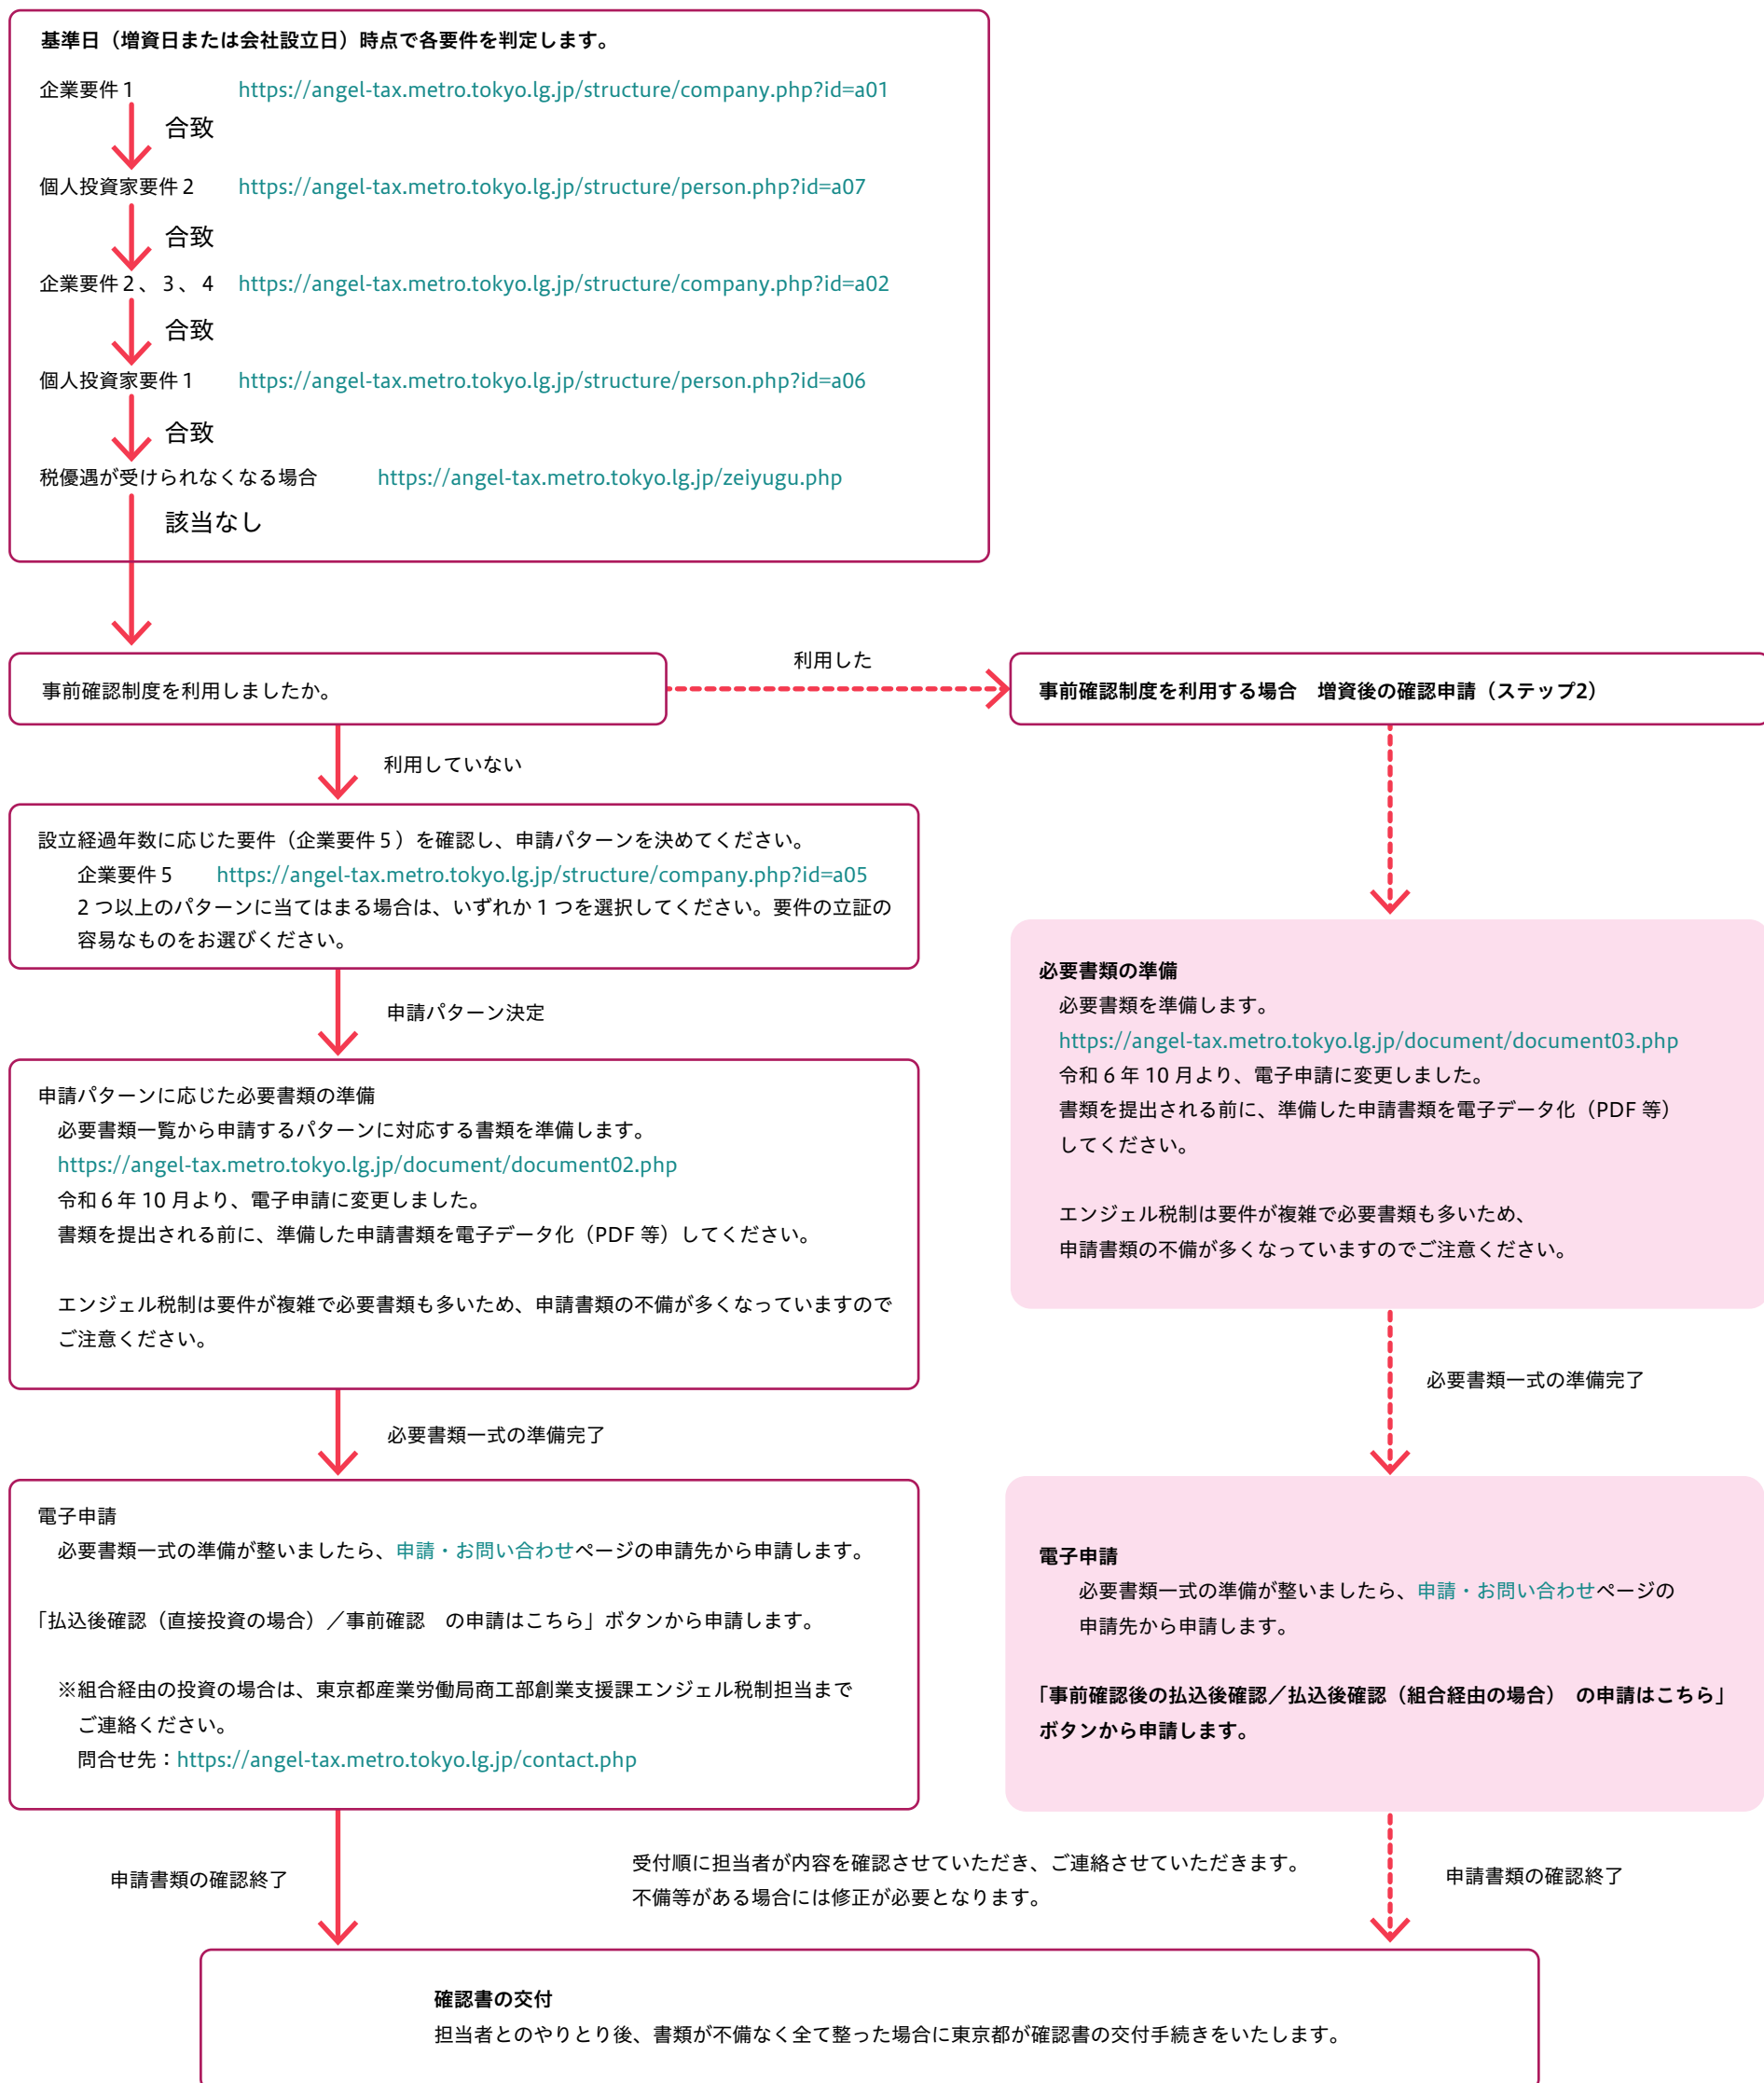 基準日（増資日または会社設立日）時点で各要件を判定します。
企業要件１　https://angel-tax.metro.tokyo.lg.jp/structure/company.php?id=a01
合致
個人投資家要件２　https://angel-tax.metro.tokyo.lg.jp/structure/person.php?id=a07
合致
企業要件２、３、４　https://angel-tax.metro.tokyo.lg.jp/structure/company.php?id=a02
合致
個人投資家要件１　https://angel-tax.metro.tokyo.lg.jp/structure/person.php?id=a06
合致
税優遇が受けられなくなる場合　https://angel-tax.metro.tokyo.lg.jp/zeiyugu.php
該当なし
事前確認制度を利用しましたか。
利用した
事前確認制度を利用する場合　増資後の確認申請（ステップ2）
利用していない
設立経過年数に応じた要件（企業要件５）を確認し、申請パターンを決めてください。
企業要件５　https://angel-tax.metro.tokyo.lg.jp/structure/company.php?id=a05
２つ以上のパターンに当てはまる場合は、いずれか１つを選択してください。要件の立証の
容易なものをお選びください。
申請パターン決定
申請パターンに応じた必要書類の準備
必要書類一覧から申請するパターンに対応する書類を準備します。
https://angel-tax.metro.tokyo.lg.jp/document/document02.php
令和６年 10 月より、電子申請に変更しました。
書類を提出される前に、準備した申請書類を電子データ化（PDF 等）してください。
エンジェル税制は要件が複雑で必要書類も多いため、申請書類の不備が多くなっていますので
ご注意ください。
必要書類一式の準備完了
電子申請
必要書類一式の準備が整いましたら、申請・お問い合わせページの申請先から申請します。
「払込後確認（直接投資の場合）／事前確認　の申請はこちら」ボタンから申請します。
※組合経由の投資の場合は、東京都産業労働局商工部創業支援課エンジェル税制担当まで
ご連絡ください。
問合せ先：https://angel-tax.metro.tokyo.lg.jp/contact.php
申請書類の確認終了
必要書類の準備
必要書類を準備します。
https://angel-tax.metro.tokyo.lg.jp/document/document03.php
令和６年 10 月より、電子申請に変更しました。
書類を提出される前に、準備した申請書類を電子データ化（PDF 等）
してください。
エンジェル税制は要件が複雑で必要書類も多いため、
申請書類の不備が多くなっていますのでご注意ください。
必要書類一式の準備完了
電子申請
必要書類一式の準備が整いましたら、申請・お問い合わせページの
申請先から申請します。
「事前確認後の払込後確認／払込後確認（組合経由の場合）　の申請はこちら」
ボタンから申請します。
受付順に担当者が内容を確認させていただき、ご連絡させていただきます。
不備等がある場合には修正が必要となります。
申請書類の確認終了
確認書の交付
担当者とのやりとり後、書類が不備なく全て整った場合に東京都が確認書の交付手続きをいたします。